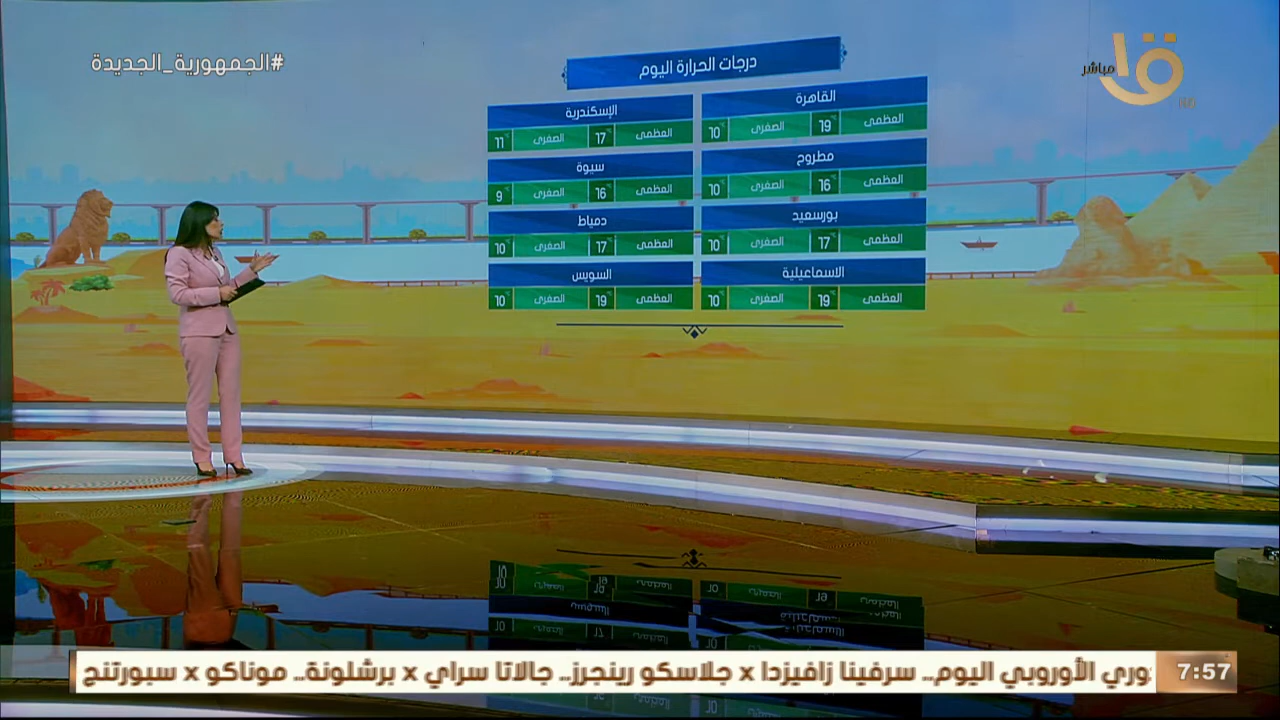 #الجمهورية_الجديدة
مباشر
درجات الحرارة اليوم
القاهرة
العظمى 19 الصغرى 10
الإسكندرية
العظمى 17 الصغرى 11
مطروح
العظمى 16 الصغرى 10
سيوة
العظمى 16 الصغرى 9
بورسعيد
العظمى 17 الصغرى 10
دمياط
العظمى 17 الصغرى 10
الاسماعيلية
العظمى 19 الصغرى 10
السويس
العظمى 19 الصغرى 10
7:57 وري الأوروبي اليوم.. سرفينا زافيزدا x جلاسكو رينجرز.. جالاتا سراي x برشلونة.. موناكو x سبورتنج